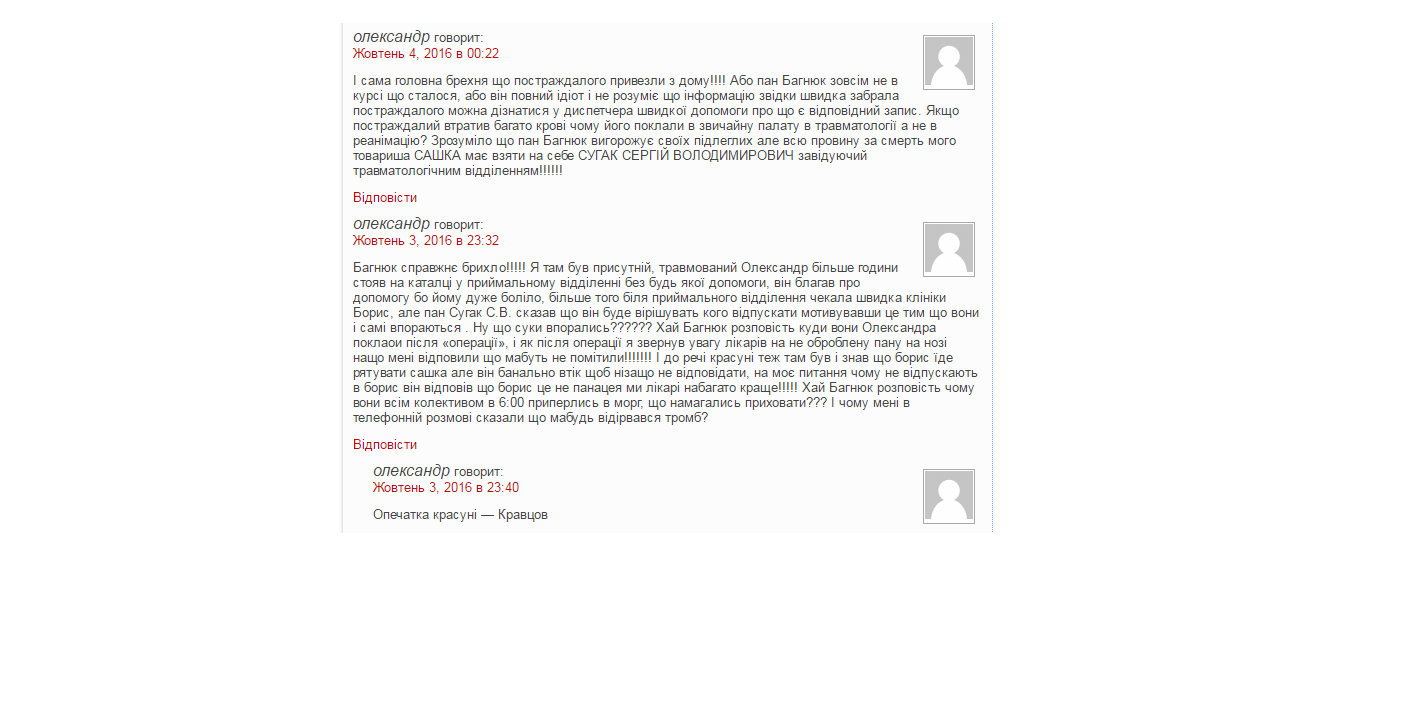 олександр говорит:
Жовтень 4, 2016 в 00:22
І сама головна брехня що постраждалого привезли з дому!!!! Або пан Багнюк зовсім не в
курсі що сталося, або він повний ідіот і не розуміє що інформацію звідки швидка забрала
постраждалого можна дізнатися у диспетчера швидкої допомоги про що є відповідний запис. Якщо
постраждалий втратив багато крові чому його поклали в звичайну палату в травматології а не в
реанімацію? Зрозуміло що пан Багнюк вигорожує своїх підлеглих але всю провину за смерть мого
товариша САШКА має взяти на себе СУГАК СЕРГІЙ ВОЛОДИМИРОВИЧ завідуючий
травматологічним відділенням!!!!!!
Відповісти
олександр говорит:
Жовтень 3, 2016 в 23:32
Багнюк справжнє брихло!!!!! Я там був присутній, травмований Олександр більше години
стояв на каталці у приймальному відділенні без будь якої допомоги, він благав про
допомогу бо йому дуже боліло, більше того біля приймального відділення чекала швидка клініки
Борис, але пан Сугак С.В. сказав що він буде вірішувать кого відпускати мотивувавши це тим що вони
і самі впораються . Ну що суки впорались?????? Хай Багнюк розповість куди вони Олександра
поклаои після «операції», і як після операції я звернув увагу лікарів на не оброблену пану на нозі
нащо мені відповили що мабуть не помітили!!!!!!! І до речі красуні теж там був і знав що борис їде
рятувати сашка але він банально втік щоб нізащо не відповідати, на моє питання чому не відпускають
в борис він відповів що борис це не панацея ми лікарі набагато краще!!!!! Хай Багнюк розповість чому
вони всім колективом в 6:00 приперлись в морг, що намагались приховати??? І чому мені в
телефонній розмові сказали що мабудь відірвався тромб?
Відповісти
олександр говорит:
Жовтень 3, 2016 в 23:40
Опечатка красуні — Кравцов